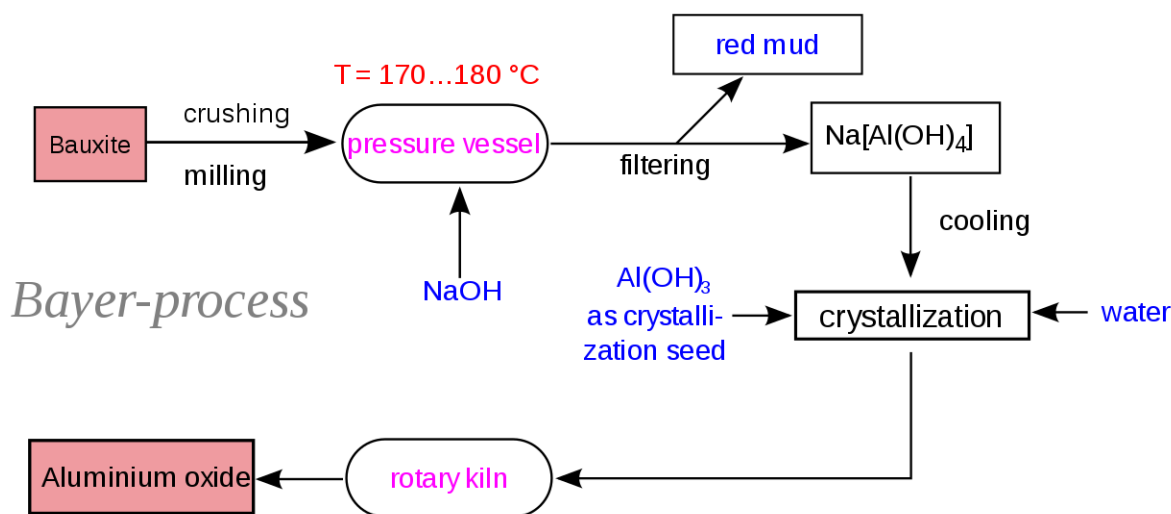 red mud
T = 170…180 °C
crushing
Bauxite
pressure vessel
Na[Al(OH)₄]
milling
filtering
cooling
NaOH
Bayer-process
Al(OH)₃
as crystalli-
zation seed
crystallization
water
Aluminium oxide
rotary kiln